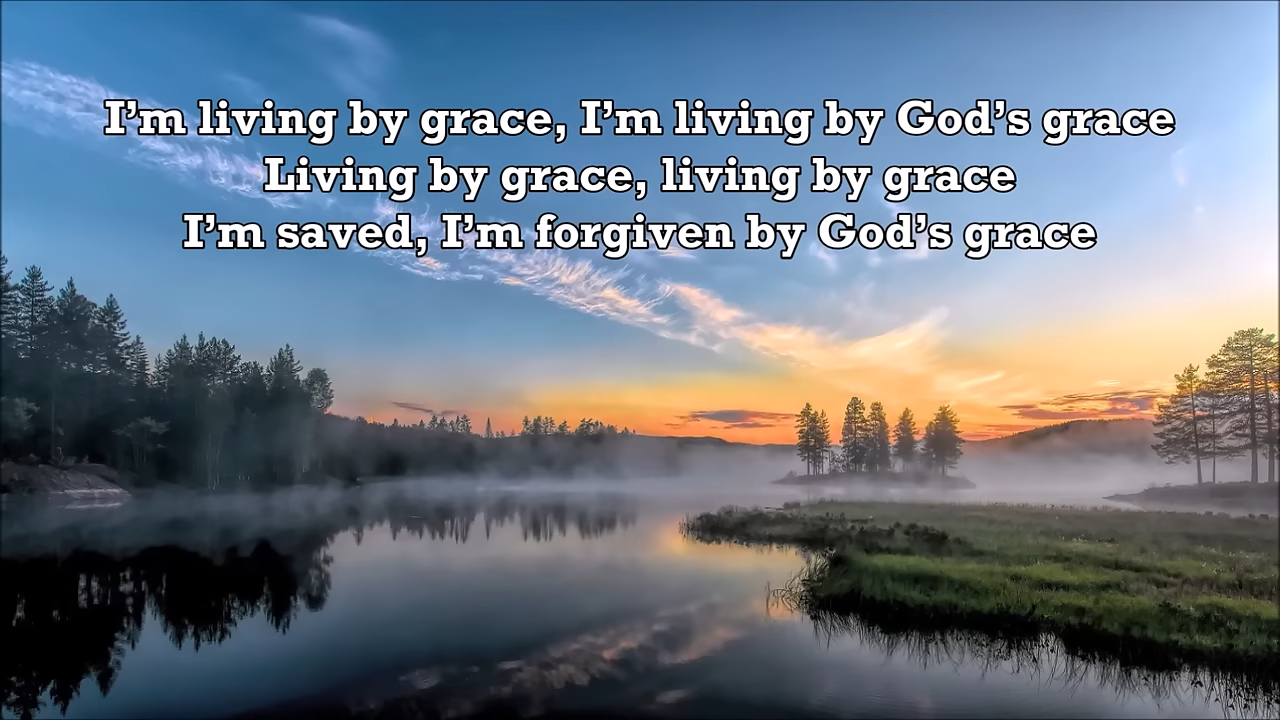 I’m living by grace, I’m living by God’s grace
Living by grace, living by grace
I’m saved, I’m forgiven by God’s grace